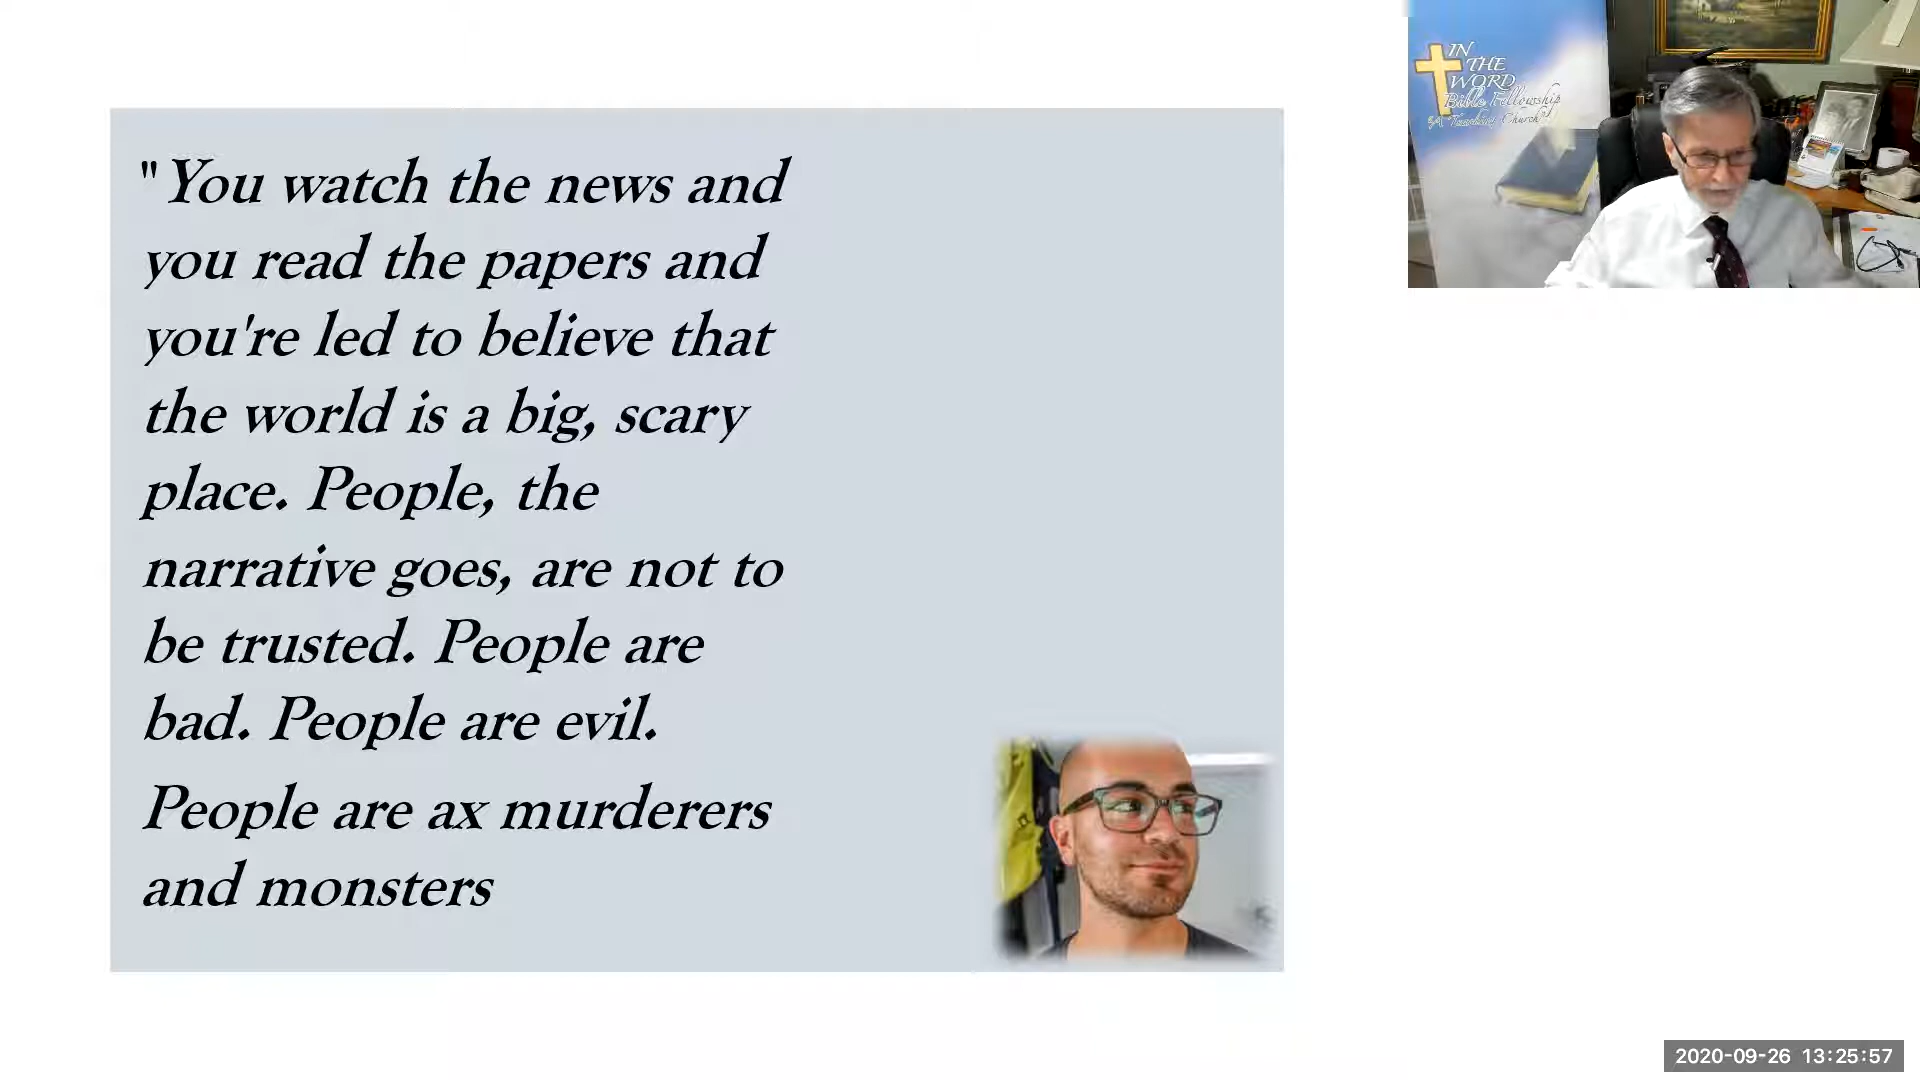 "You watch the news and
you read the papers and
you're led to believe that
the world is a big, scary
place. People, the
narrative goes, are not to
be trusted. People are
bad. People are evil.
People are ax murderers
and monsters
IN
THE
WORD
Bible Fellowship
"A Teaching Church"
2020-09-26 13:25:57